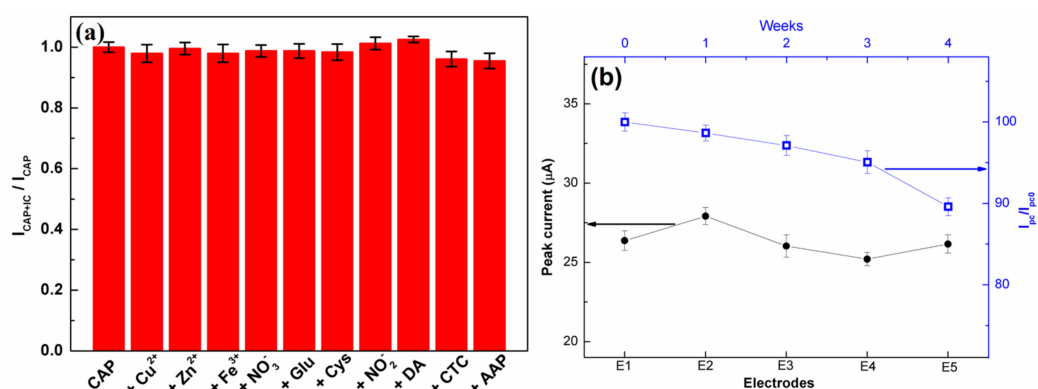 (a)
I_CAP+IC / I_CAP
1.0
0.8
0.6
0.4
0.2
0.0
CAP
+ Cu²⁺
+ Zn²⁺
+ Fe³⁺
+ NO₃⁻
+ Glu
+ Cys
+ NO₂⁻
+ DA
+ CTC
+ AAP
Weeks
0 1 2 3 4
(b)
Peak current (μA)
35
30
25
20
100
90
80
I_pc/I_pc0
E1 E2 E3 E4 E5
Electrodes